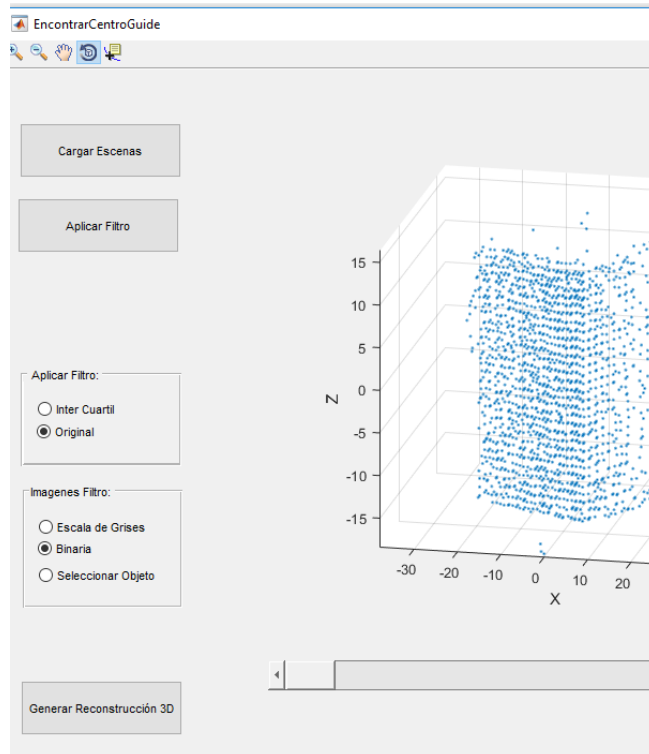 EncontrarCentroGuide
Cargar Escenas
Aplicar Filtro
Aplicar Filtro:
Inter Cuartil
Original
Imagenes Filtro:
Escala de Grises
Binaria
Seleccionar Objeto
Generar Reconstrucción 3D
15
10
5
0
-5
-10
-15
Z
-30 -20 -10 0 10 20
X